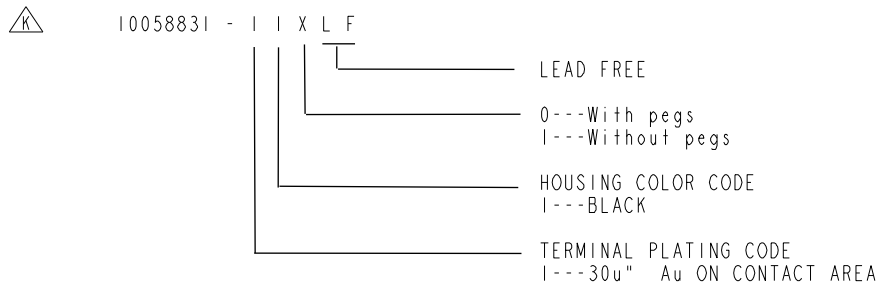 K 10058831 - 1 1 X L F
LEAD FREE
0---With pegs
1---Without pegs
HOUSING COLOR CODE
1---BLACK
TERMINAL PLATING CODE
1---30u" Au ON CONTACT AREA